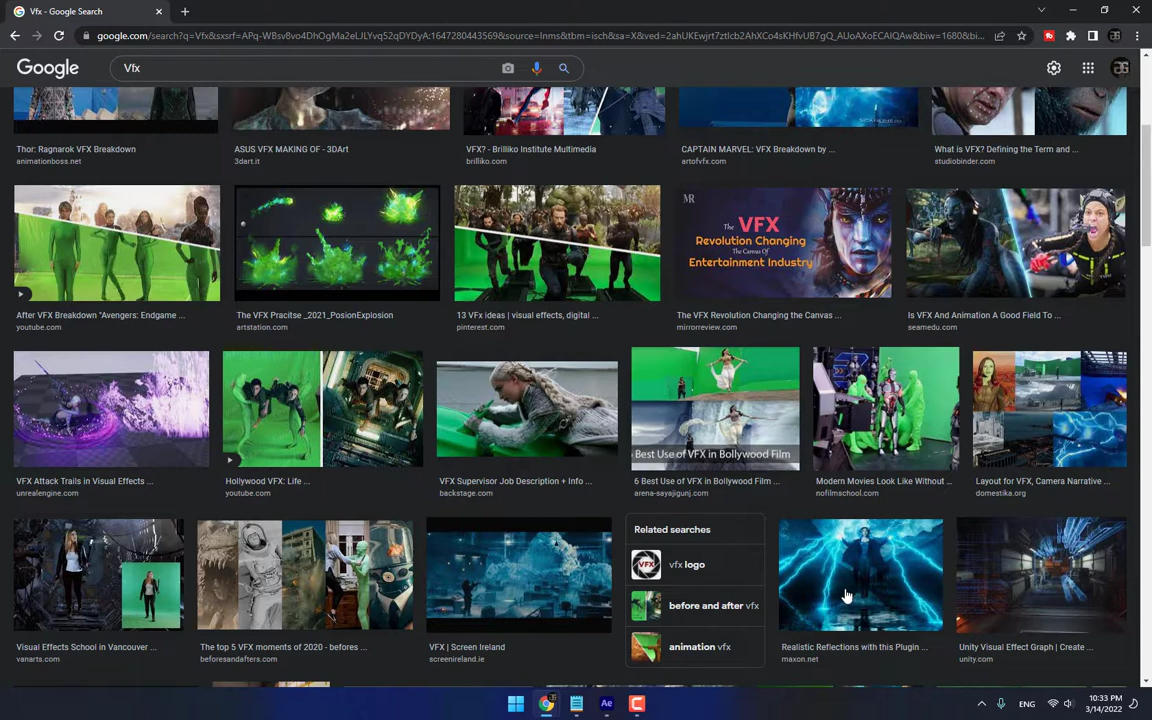 Vfx - Google Search
google.com/search?q=Vfx&sxsrf=APq-WBsv8vo4DhOgMa2eLJLYvq52qDYDyA:1647280443569&source=lnms&tbm=isch&sa=X&ved=2ahUKEwjrt7ztlcb2AhXCo4sKHfvUB7gQ_AUoAXoECAIQAw&biw=1680&bi...
Google
Vfx
Thor: Ragnarok VFX Breakdown
animationboss.net
ASUS VFX MAKING OF - 3DArt
3dart.it
VFX? - Brilliko Institute Multimedia
brilliko.com
CAPTAIN MARVEL: VFX Breakdown by ...
artofvfx.com
What is VFX? Defining the Term and ...
studiobinder.com
MR
The VFX
Revolution Changing
The Canvas Of
Entertainment Industry
After VFX Breakdown "Avengers: Endgame ...
youtube.com
The VFX Pracitse _2021_PosionExplosion
artstation.com
13 VFx ideas | visual effects, digital ...
pinterest.com
The VFX Revolution Changing the Canvas ...
mirrorreview.com
Is VFX And Animation A Good Field To ...
seamedu.com
Best Use of VFX in Bollywood Film
VFX Attack Trails in Visual Effects ...
unrealengine.com
Hollywood VFX: Life ...
youtube.com
VFX Supervisor Job Description + Info ...
backstage.com
6 Best Use of VFX in Bollywood Film ...
arena-sayajigunj.com
Modern Movies Look Like Without ...
nofilmschool.com
Layout for VFX, Camera Narrative ...
domestika.org
Related searches
VFX
vfx logo
before and after vfx
animation vfx
Visual Effects School in Vancouver ...
vanarts.com
The top 5 VFX moments of 2020 - befores ...
beforesandafters.com
VFX | Screen Ireland
screenireland.ie
Realistic Reflections with this Plugin ...
maxon.net
Unity Visual Effect Graph | Create ...
unity.com
Ae
ENG
10:33 PM
3/14/2022